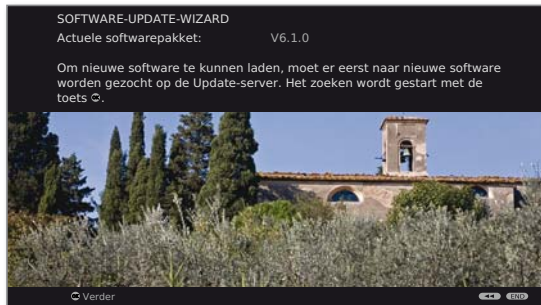 SOFTWARE-UPDATE-WIZARD
Actuele softwarepakket: V6.1.0
Om nieuwe software te kunnen laden, moet er eerst naar nieuwe software
worden gezocht op de Update-server. Het zoeken wordt gestart met de
toets .
Verder
END